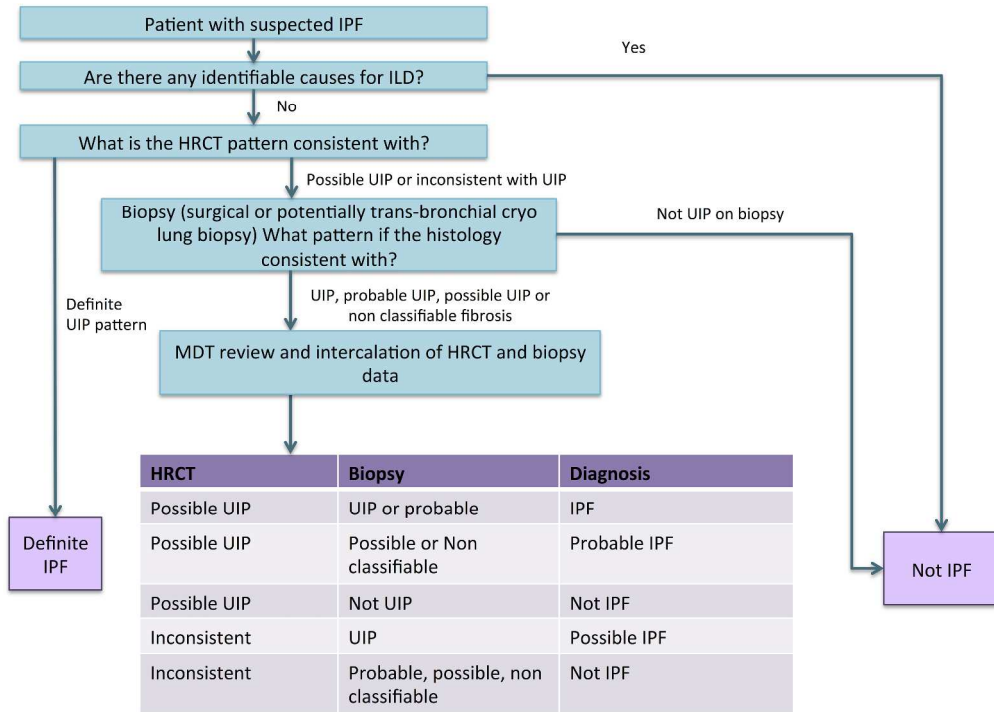 Patient with suspected IPF
Yes
Are there any identifiable causes for ILD?
No
What is the HRCT pattern consistent with?
Possible UIP or inconsistent with UIP
Biopsy (surgical or potentially trans-bronchial cryo
lung biopsy) What pattern if the histology
consistent with?
Not UIP on biopsy
UIP, probable UIP, possible UIP or
non classifiable fibrosis
Definite
UIP pattern
MDT review and intercalation of HRCT and biopsy
data
HRCT Biopsy Diagnosis
Possible UIP UIP or probable IPF
Possible UIP Possible or Non Probable IPF
classifiable
Possible UIP Not UIP Not IPF
Inconsistent UIP Possible IPF
Inconsistent Probable, possible, non Not IPF
classifiable
Definite
IPF
Not IPF